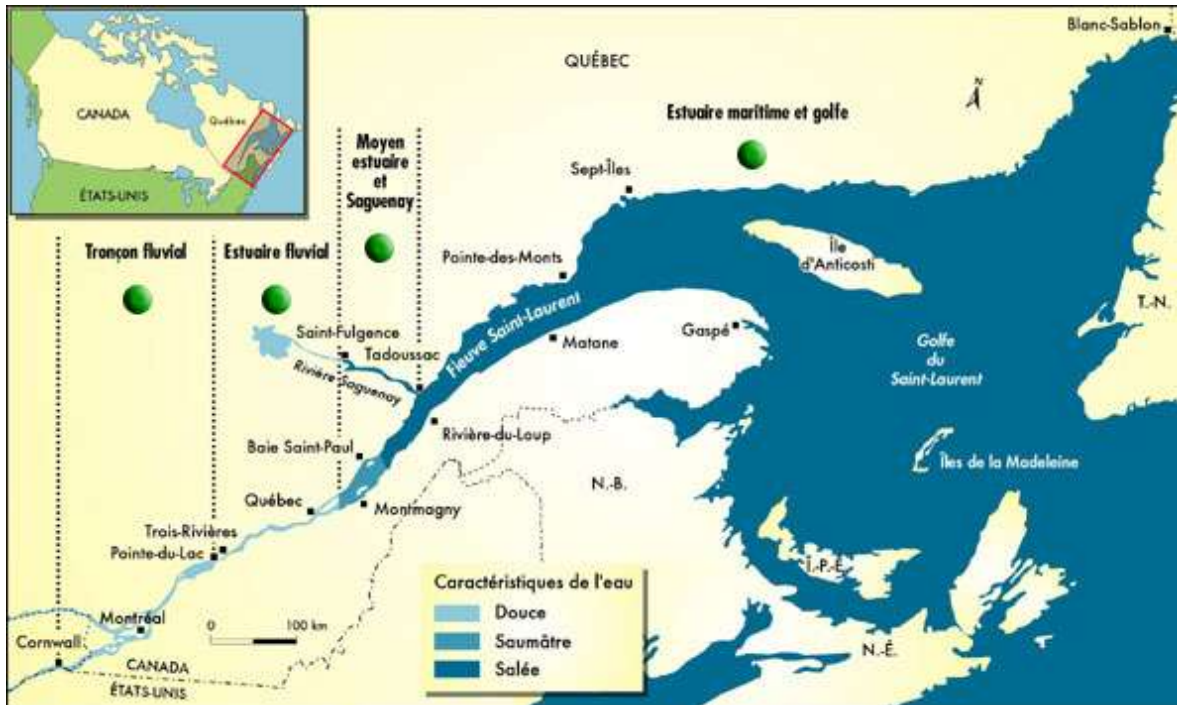 CANADA
Québec
ÉTATS-UNIS
QUÉBEC
Blanc-Sablon
N
Moyen
estuaire
et
Saguenay
Estuaire maritime et golfe
Sept-Îles
Tronçon fluvial
Estuaire fluvial
Pointe-des-Monts
Île
d'Anticosti
T.-N.
Saint-Fulgence
Tadoussac
Rivière Saguenay
Fleuve Saint-Laurent
Matane
Gaspé
Golfe
du
Saint-Laurent
Rivière-du-Loup
Baie Saint-Paul
Îles de la Madeleine
N.-B.
Québec
Montmagny
Trois-Rivières
Pointe-du-Lac
Î.-P.-É.
Caractéristiques de l'eau
Douce
Saumâtre
Salée
Montréal
0 100 km
Cornwall
CANADA
ÉTATS-UNIS
N.-É.